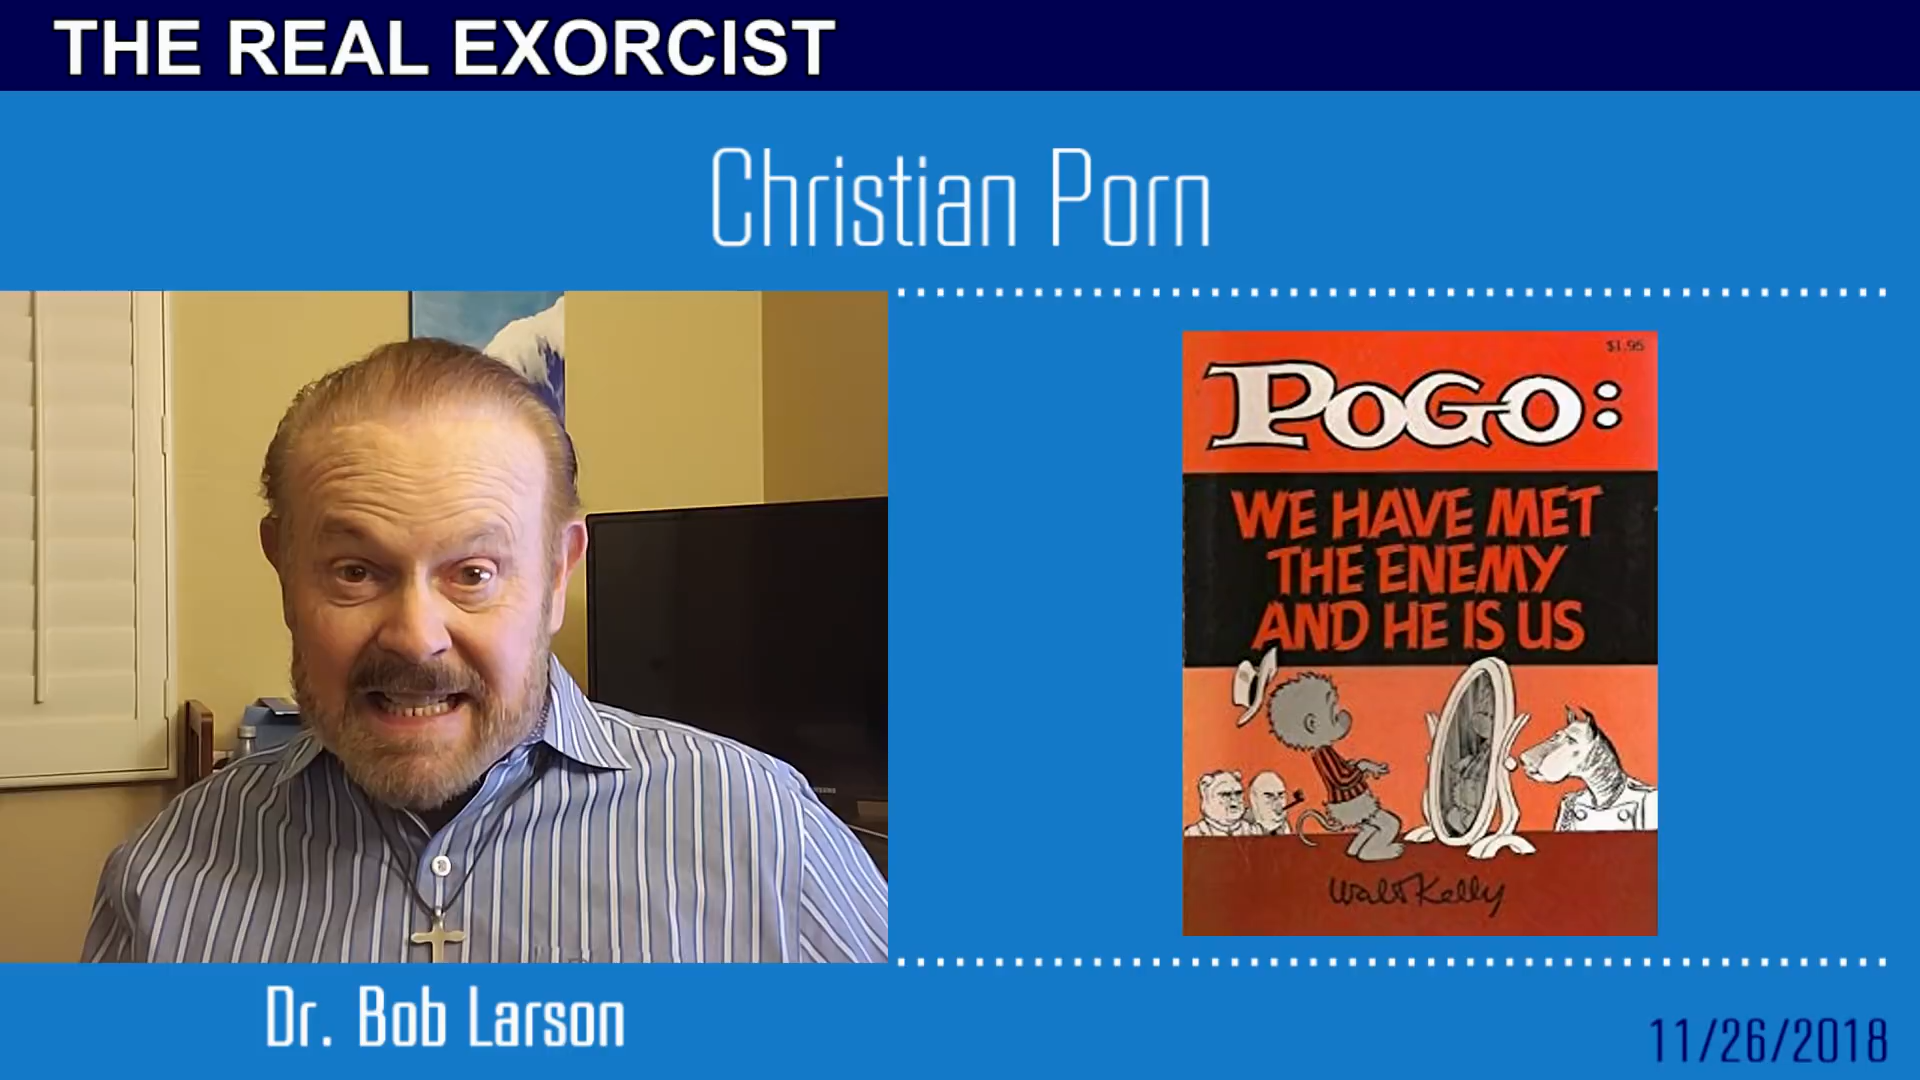 THE REAL EXORCIST
Christian Porn
$1.95
POGO:
WE HAVE MET
THE ENEMY
AND HE IS US
Walt Kelly
SAMSUNG
Dr. Bob Larson
11/26/2018